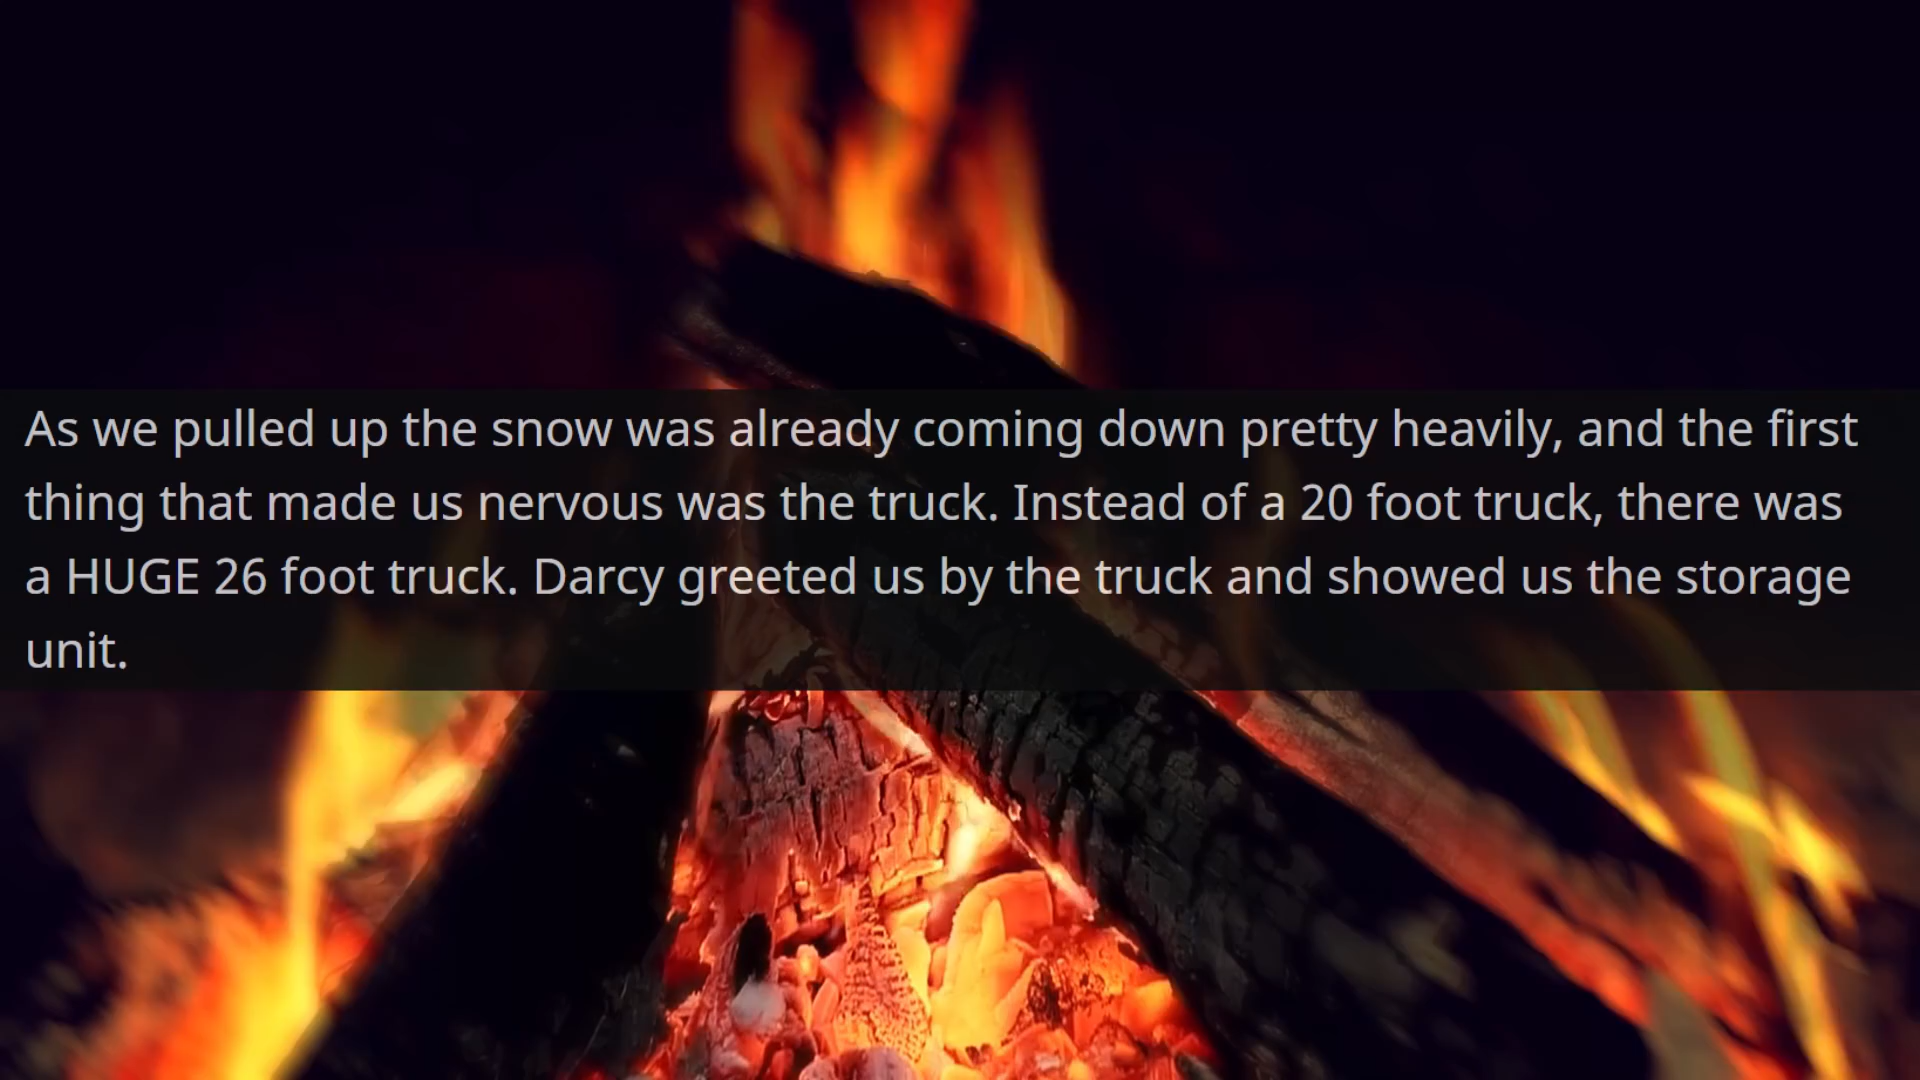 As we pulled up the snow was already coming down pretty heavily, and the first
thing that made us nervous was the truck. Instead of a 20 foot truck, there was
a HUGE 26 foot truck. Darcy greeted us by the truck and showed us the storage
unit.